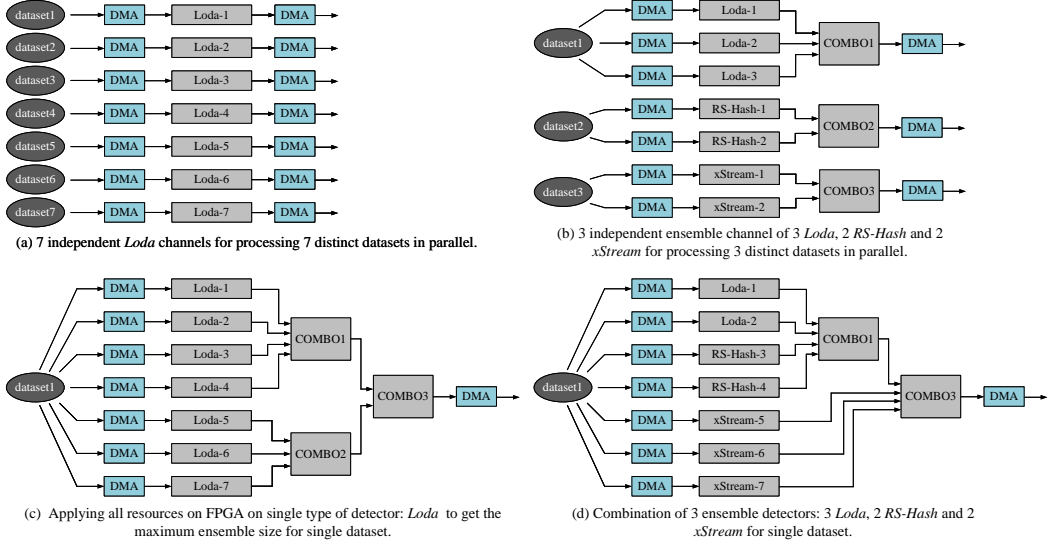 dataset1 DMA Loda-1 DMA
dataset2 DMA Loda-2 DMA
dataset3 DMA Loda-3 DMA
dataset4 DMA Loda-4 DMA
dataset5 DMA Loda-5 DMA
dataset6 DMA Loda-6 DMA
dataset7 DMA Loda-7 DMA
(a) 7 independent Loda channels for processing 7 distinct datasets in parallel.
DMA Loda-1
dataset1 DMA Loda-2 COMBO1 DMA
DMA Loda-3
DMA RS-Hash-1
dataset2 COMBO2 DMA
DMA RS-Hash-2
DMA xStream-1
dataset3 COMBO3 DMA
DMA xStream-2
(b) 3 independent ensemble channel of 3 Loda, 2 RS-Hash and 2
xStream for processing 3 distinct datasets in parallel.
DMA Loda-1
DMA Loda-2
COMBO1
DMA Loda-3
dataset1 DMA Loda-4
COMBO3 DMA
DMA Loda-5
DMA Loda-6 COMBO2
DMA Loda-7
(c) Applying all resources on FPGA on single type of detector: Loda to get the
maximum ensemble size for single dataset.
DMA Loda-1
DMA Loda-2
COMBO1
DMA RS-Hash-3
dataset1 DMA RS-Hash-4
COMBO3 DMA
DMA xStream-5
DMA xStream-6
DMA xStream-7
(d) Combination of 3 ensemble detectors: 3 Loda, 2 RS-Hash and 2
xStream for single dataset.